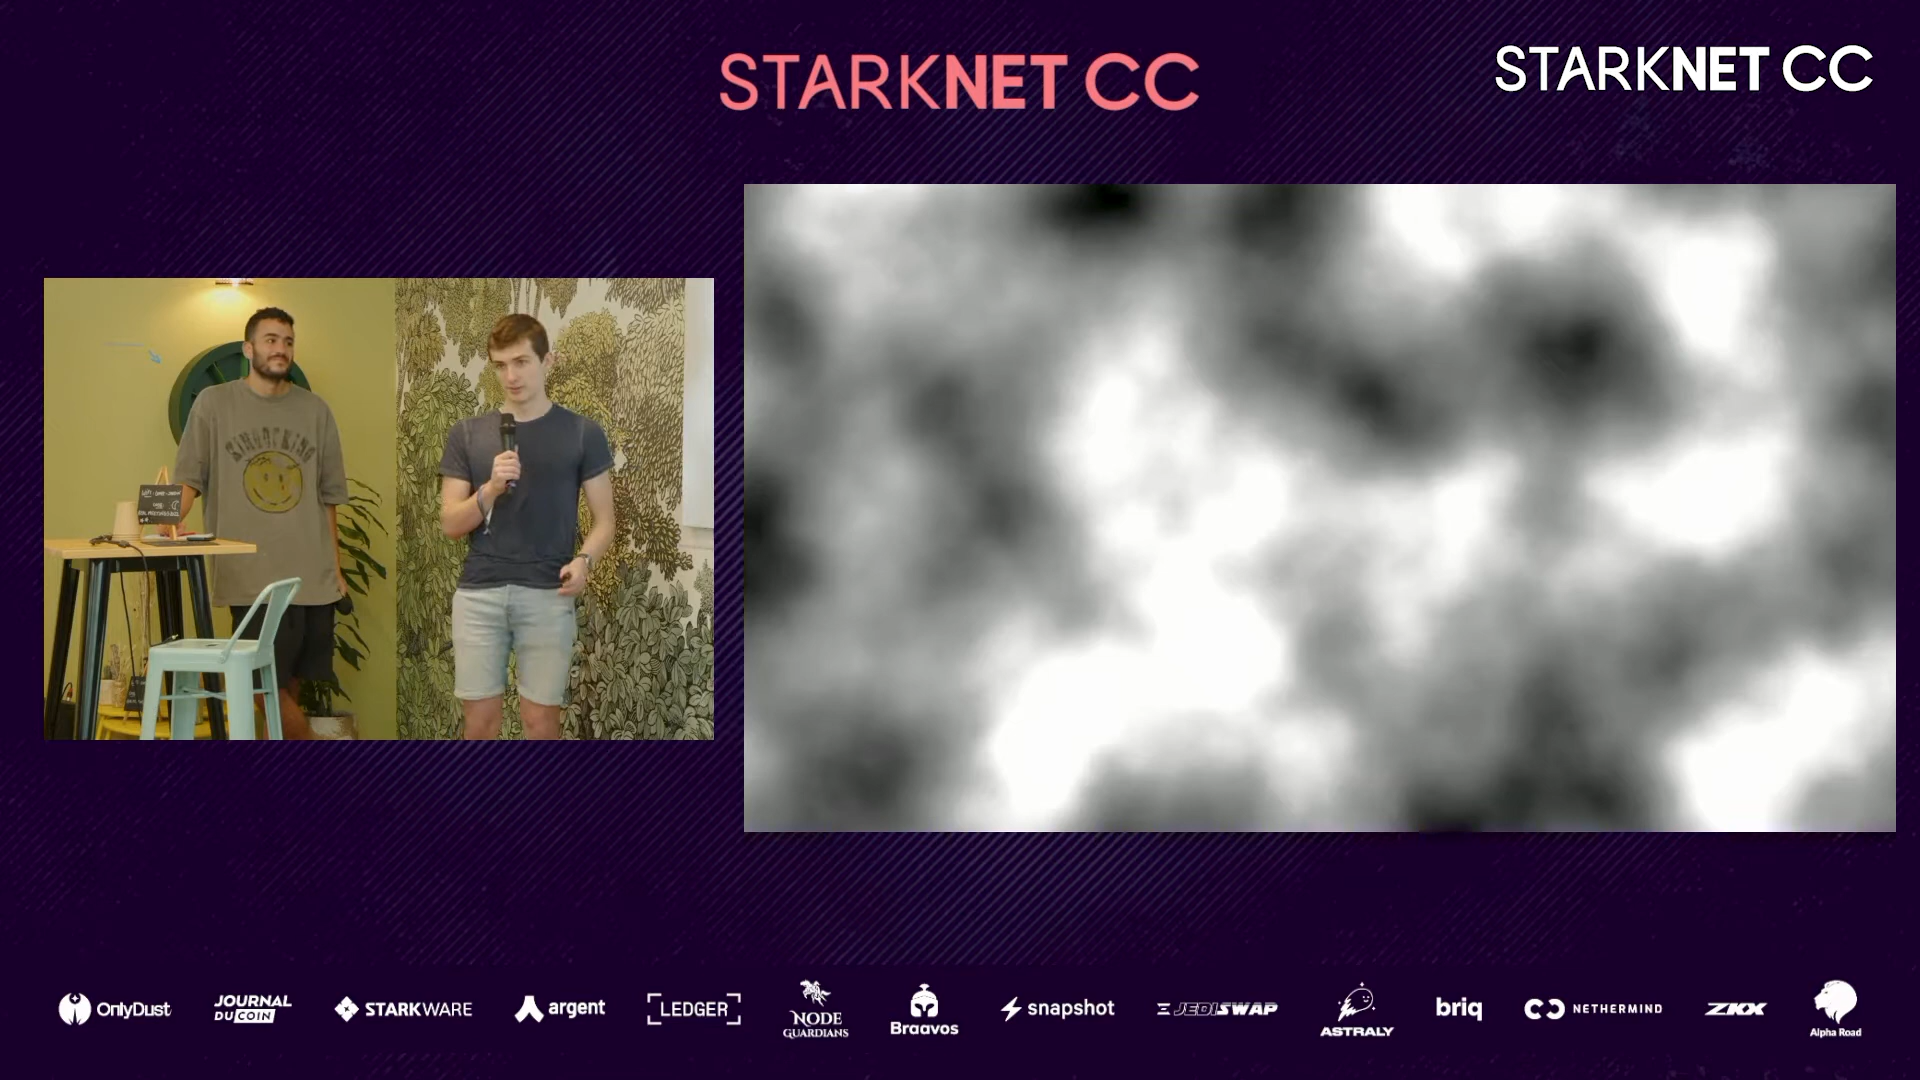 STARKNET CC
STARKNET CC
OnlyDust
JOURNAL
DU COIN
STARKWARE
argent
LEDGER
NODE
GUARDIANS
Braavos
snapshot
JEDISWAP
ASTRALY
briq
NETHERMIND
ZKX
Alpha Road